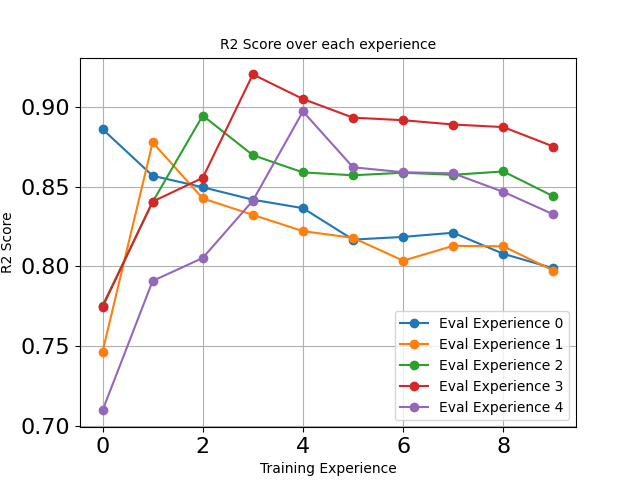 R2 Score over each experience
R2 Score
0.90
0.85
0.80
0.75
0.70
0 2 4 6 8
Training Experience
Eval Experience 0
Eval Experience 1
Eval Experience 2
Eval Experience 3
Eval Experience 4